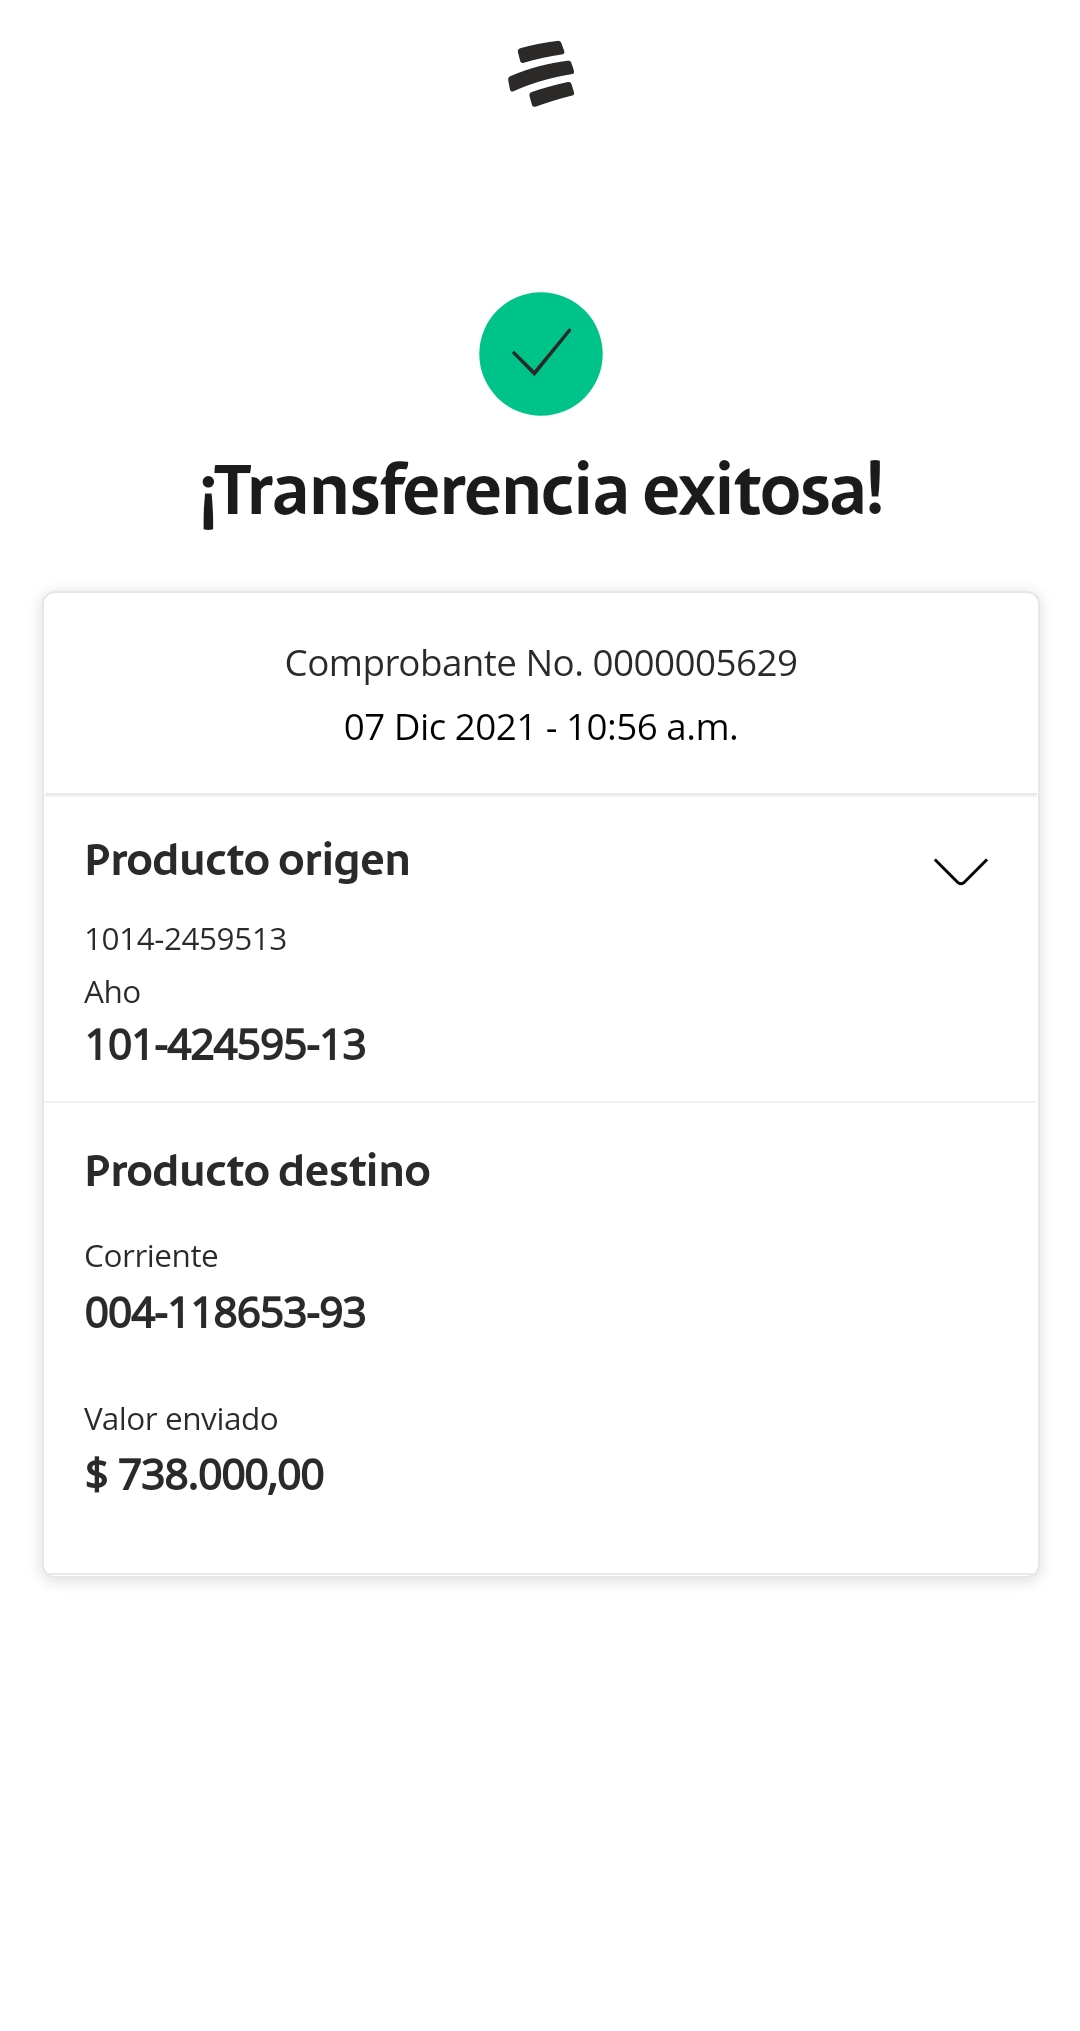 ¡Transferencia exitosa!
Comprobante No. 0000005629
07 Dic 2021 - 10:56 a.m.
Producto origen
1014-2459513
Aho
101-424595-13
Producto destino
Corriente
004-118653-93
Valor enviado
$ 738.000,00